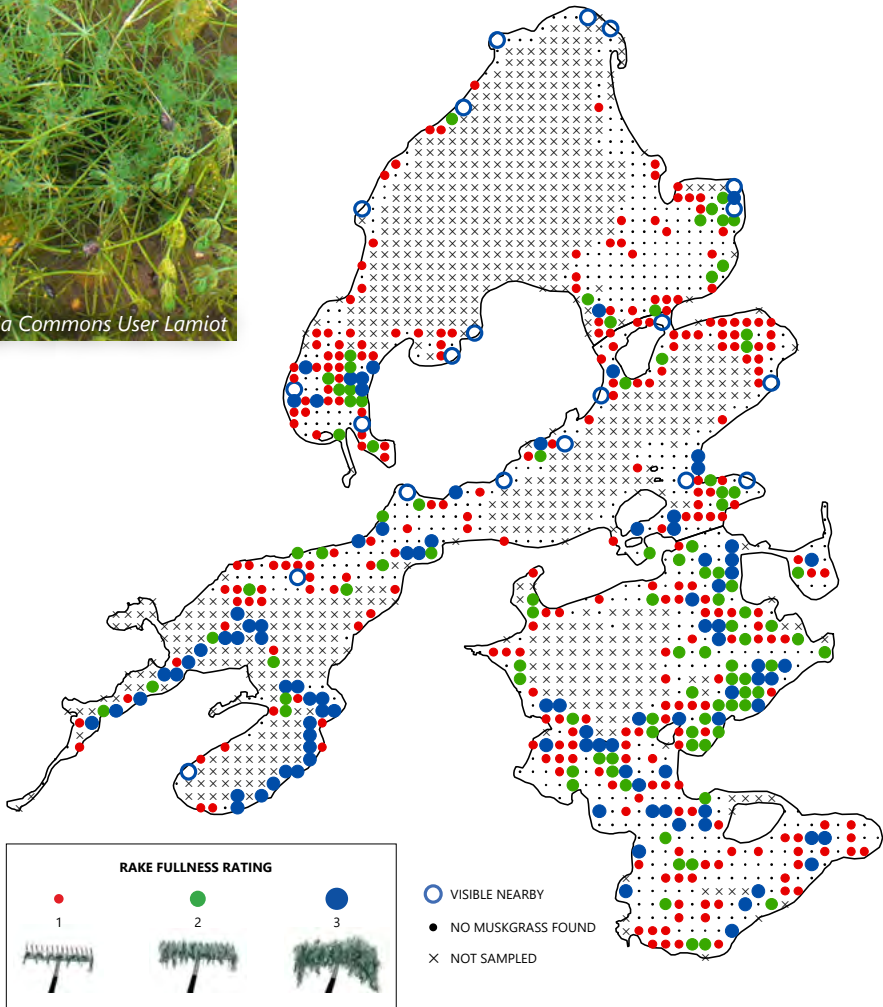 a Commons User Lamiot
RAKE FULLNESS RATING
1
2
3
VISIBLE NEARBY
NO MUSKGRASS FOUND
NOT SAMPLED